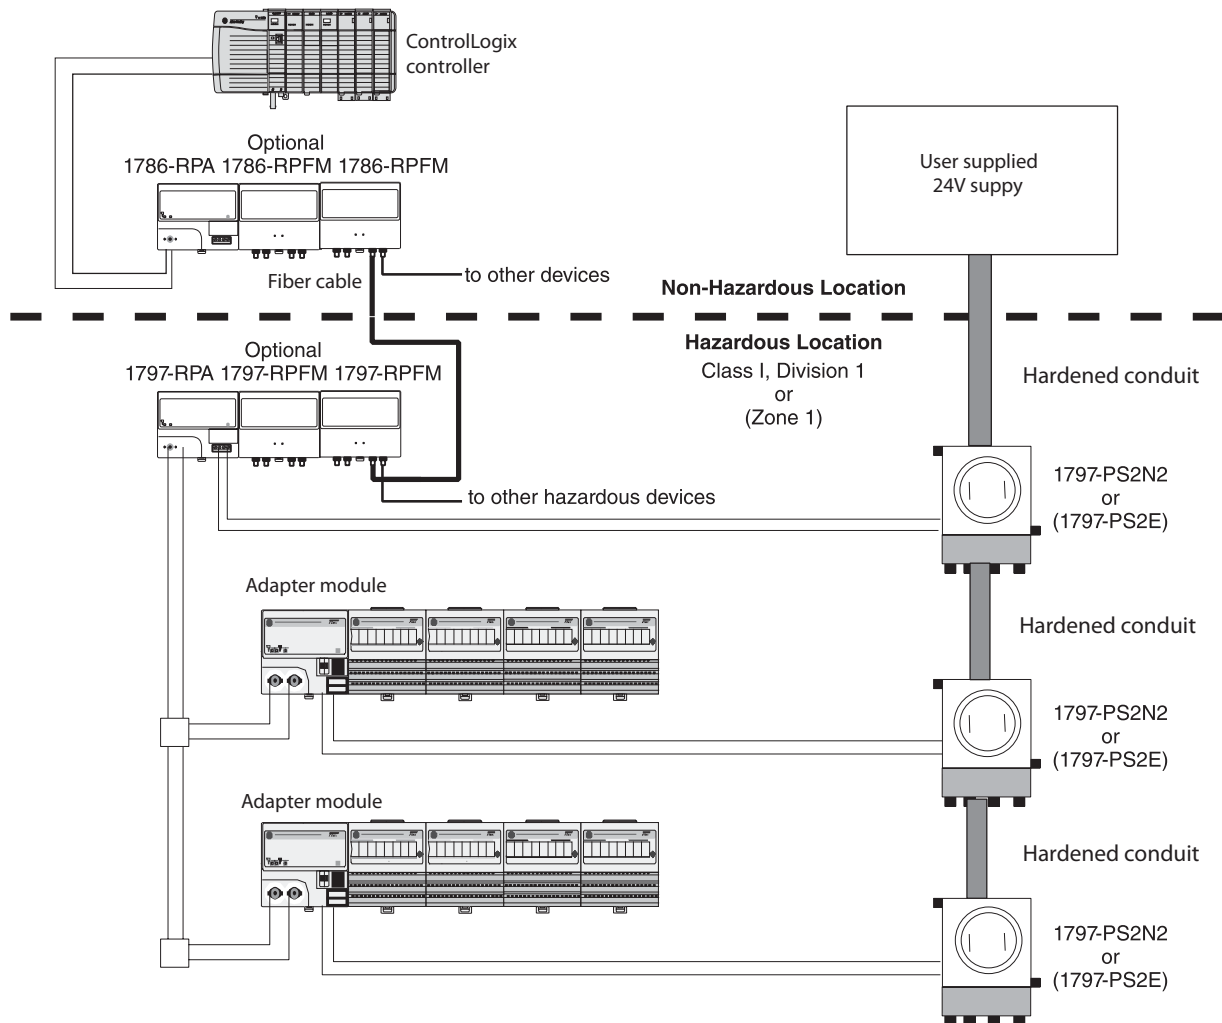 ControlLogix
controller
Optional
1786-RPA 1786-RPFM 1786-RPFM
User supplied
24V suppy
Fiber cable
to other devices
Non-Hazardous Location
Hazardous Location
Class I, Division 1
or
(Zone 1)
Hardened conduit
Optional
1797-RPA 1797-RPFM 1797-RPFM
to other hazardous devices
1797-PS2N2
or
(1797-PS2E)
Adapter module
Hardened conduit
1797-PS2N2
or
(1797-PS2E)
Adapter module
Hardened conduit
1797-PS2N2
or
(1797-PS2E)